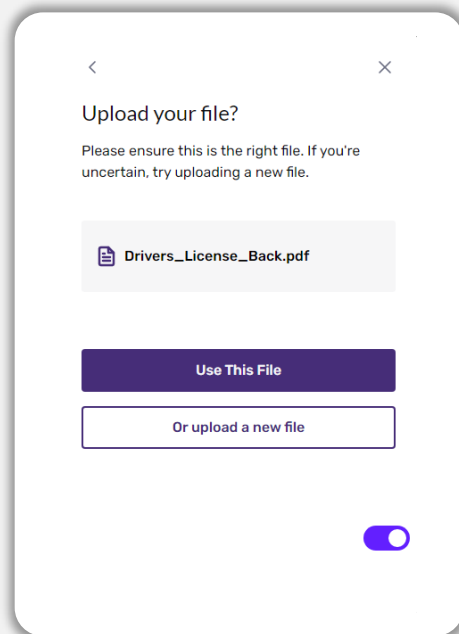 Upload your file?
Please ensure this is the right file. If you're
uncertain, try uploading a new file.
Drivers_License_Back.pdf
Use This File
Or upload a new file